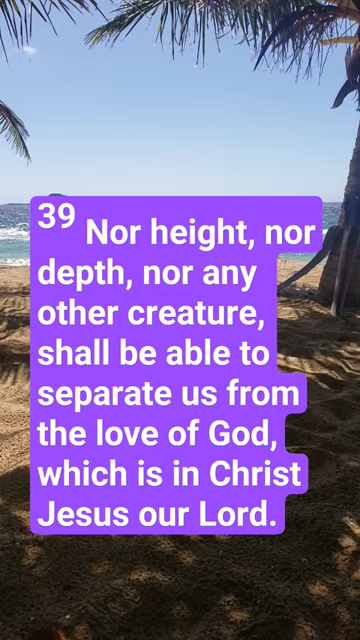 39 Nor height, nor
depth, nor any
other creature,
shall be able to
separate us from
the love of God,
which is in Christ
Jesus our Lord.